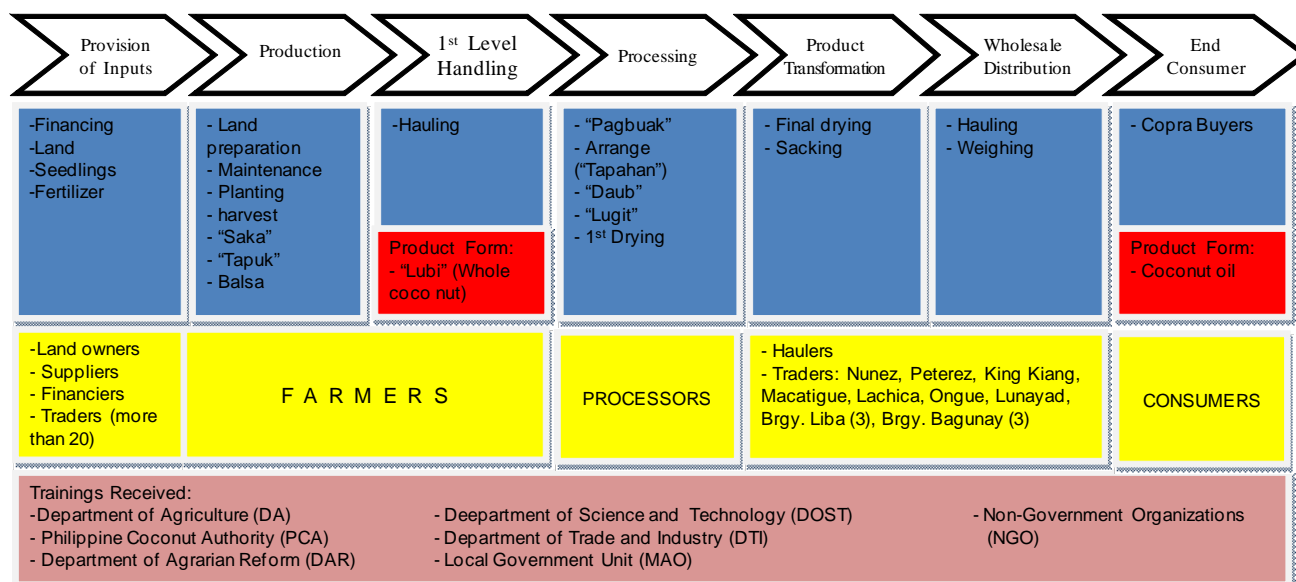 Provision
of Inputs
Production
1st Level
Handling
Processing
Product
Transformation
Wholesale
Distribution
End
Consumer
-Financing
-Land
-Seedlings
-Fertilizer
- Land
preparation
- Maintenance
- Planting
- harvest
- “Saka”
- “Tapuk”
- Balsa
-Hauling
Product Form:
- “Lubi” (Whole
coco nut)
- “Pagbuak”
- Arrange
(“Tapahan”)
- “Daub”
- “Lugit”
- 1st Drying
- Final drying
- Sacking
- Hauling
- Weighing
- Copra Buyers
Product Form:
- Coconut oil
-Land owners
- Suppliers
- Financiers
- Traders (more
than 20)
F A R M E R S
PROCESSORS
- Haulers
- Traders: Nunez, Peterez, King Kiang,
Macatigue, Lachica, Ongue, Lunayad,
Brgy. Liba (3), Brgy. Bagunay (3)
CONSUMERS
Trainings Received:
-Department of Agriculture (DA)
- Philippine Coconut Authority (PCA)
- Department of Agrarian Reform (DAR)
- Deepartment of Science and Technology (DOST)
- Department of Trade and Industry (DTI)
- Local Government Unit (MAO)
- Non-Government Organizations
(NGO)